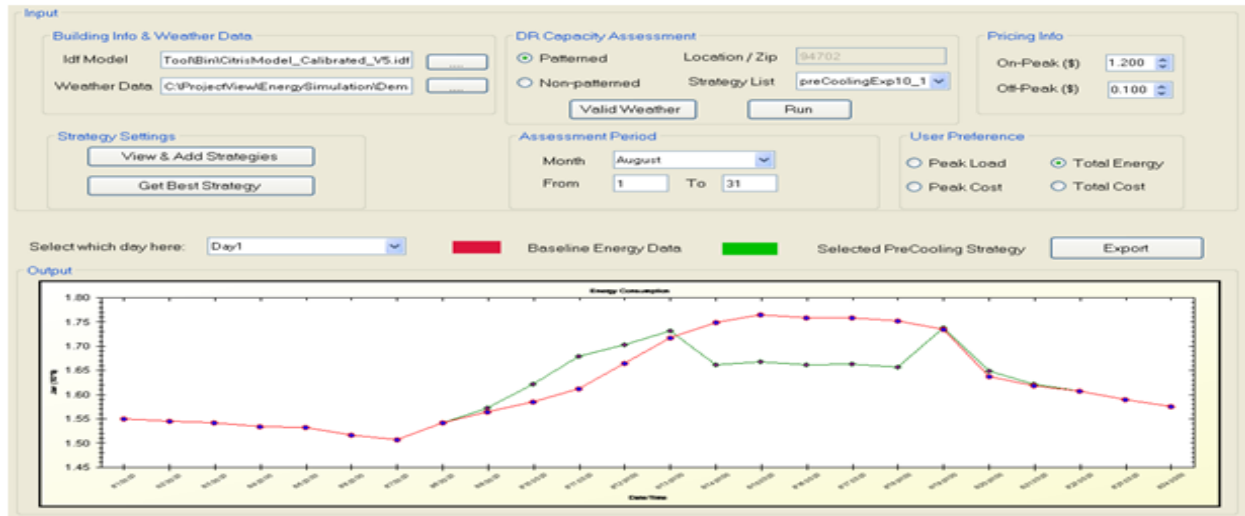 Input
Building Info & Weather Data
Idf Model Tool\Bin\CitrisModel_Calibrated_V5.idf ....
Weather Data C:\ProjectView\EnergySimulation\Dem ....
DR Capacity Assessment
Patterned Location / Zip 94702
Non-patterned Strategy List preCoolingExp10_1
Valid Weather Run
Pricing Info
On-Peak ($) 1.200
Off-Peak ($) 0.100
Strategy Settings
View & Add Strategies
Get Best Strategy
Assessment Period
Month August
From 1 To 31
User Preference
Peak Load Total Energy
Peak Cost Total Cost
Select which day here: Day1 Baseline Energy Data Selected PreCooling Strategy Export
Output
Energy Consumption
1.80
1.75
1.70
1.65
1.60
1.55
1.50
1.45
Date/Time